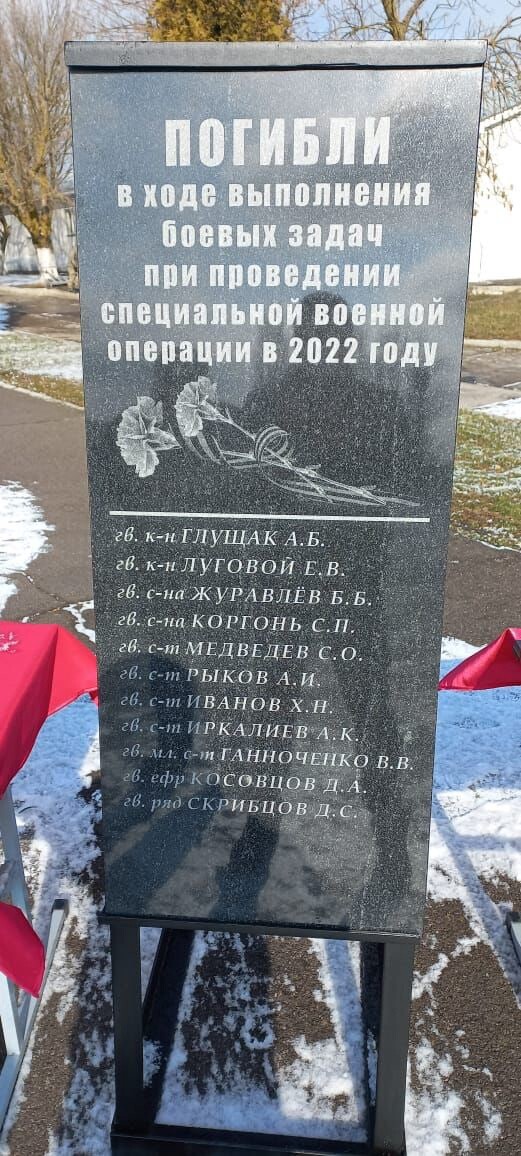 ПОГИБЛИ
в ходе выполнения
боевых задач
при проведении
специальной военной
операции в 2022 году
гв. к-н ГЛУЩАК А.Б.
гв. к-н ЛУГОВОЙ Е.В.
гв. с-на ЖУРАВЛЁВ Б.Б.
гв. с-на КОРГОНЬ С.П.
гв. с-т МЕДВЕДЕВ С.О.
гв. с-т РЫКОВ А.И.
гв. с-т ИВАНОВ Х.Н.
гв. с-т ИРКАЛИЕВ А.К.
гв. мл. с-т ГАННОЧЕНКО В.В.
гв. ефр КОСОВЦОВ Д.А.
гв. ряд СКРИБЦОВ Д.С.